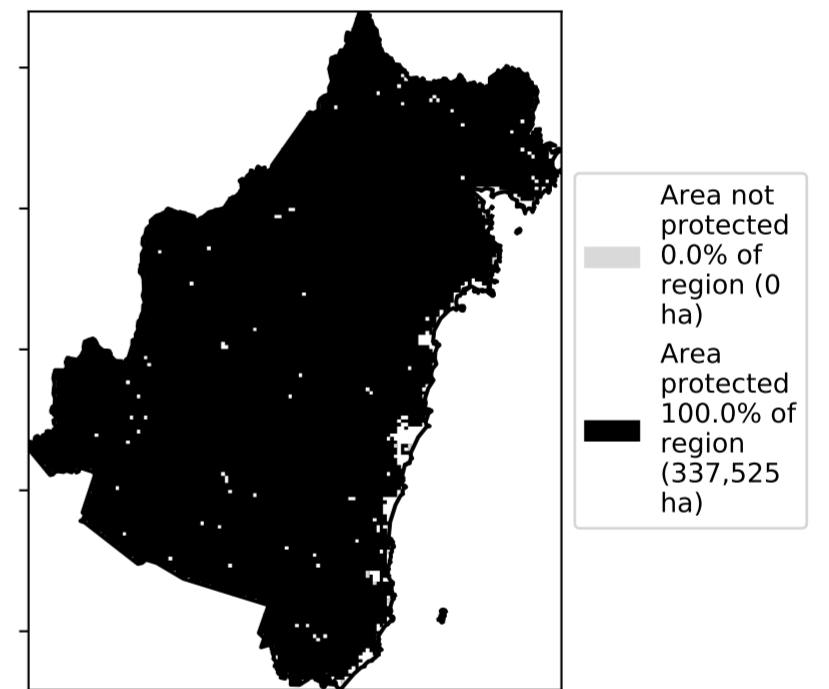 Area not
protected
0.0% of
region (0
ha)
Area
protected
100.0% of
region
(337,525
ha)